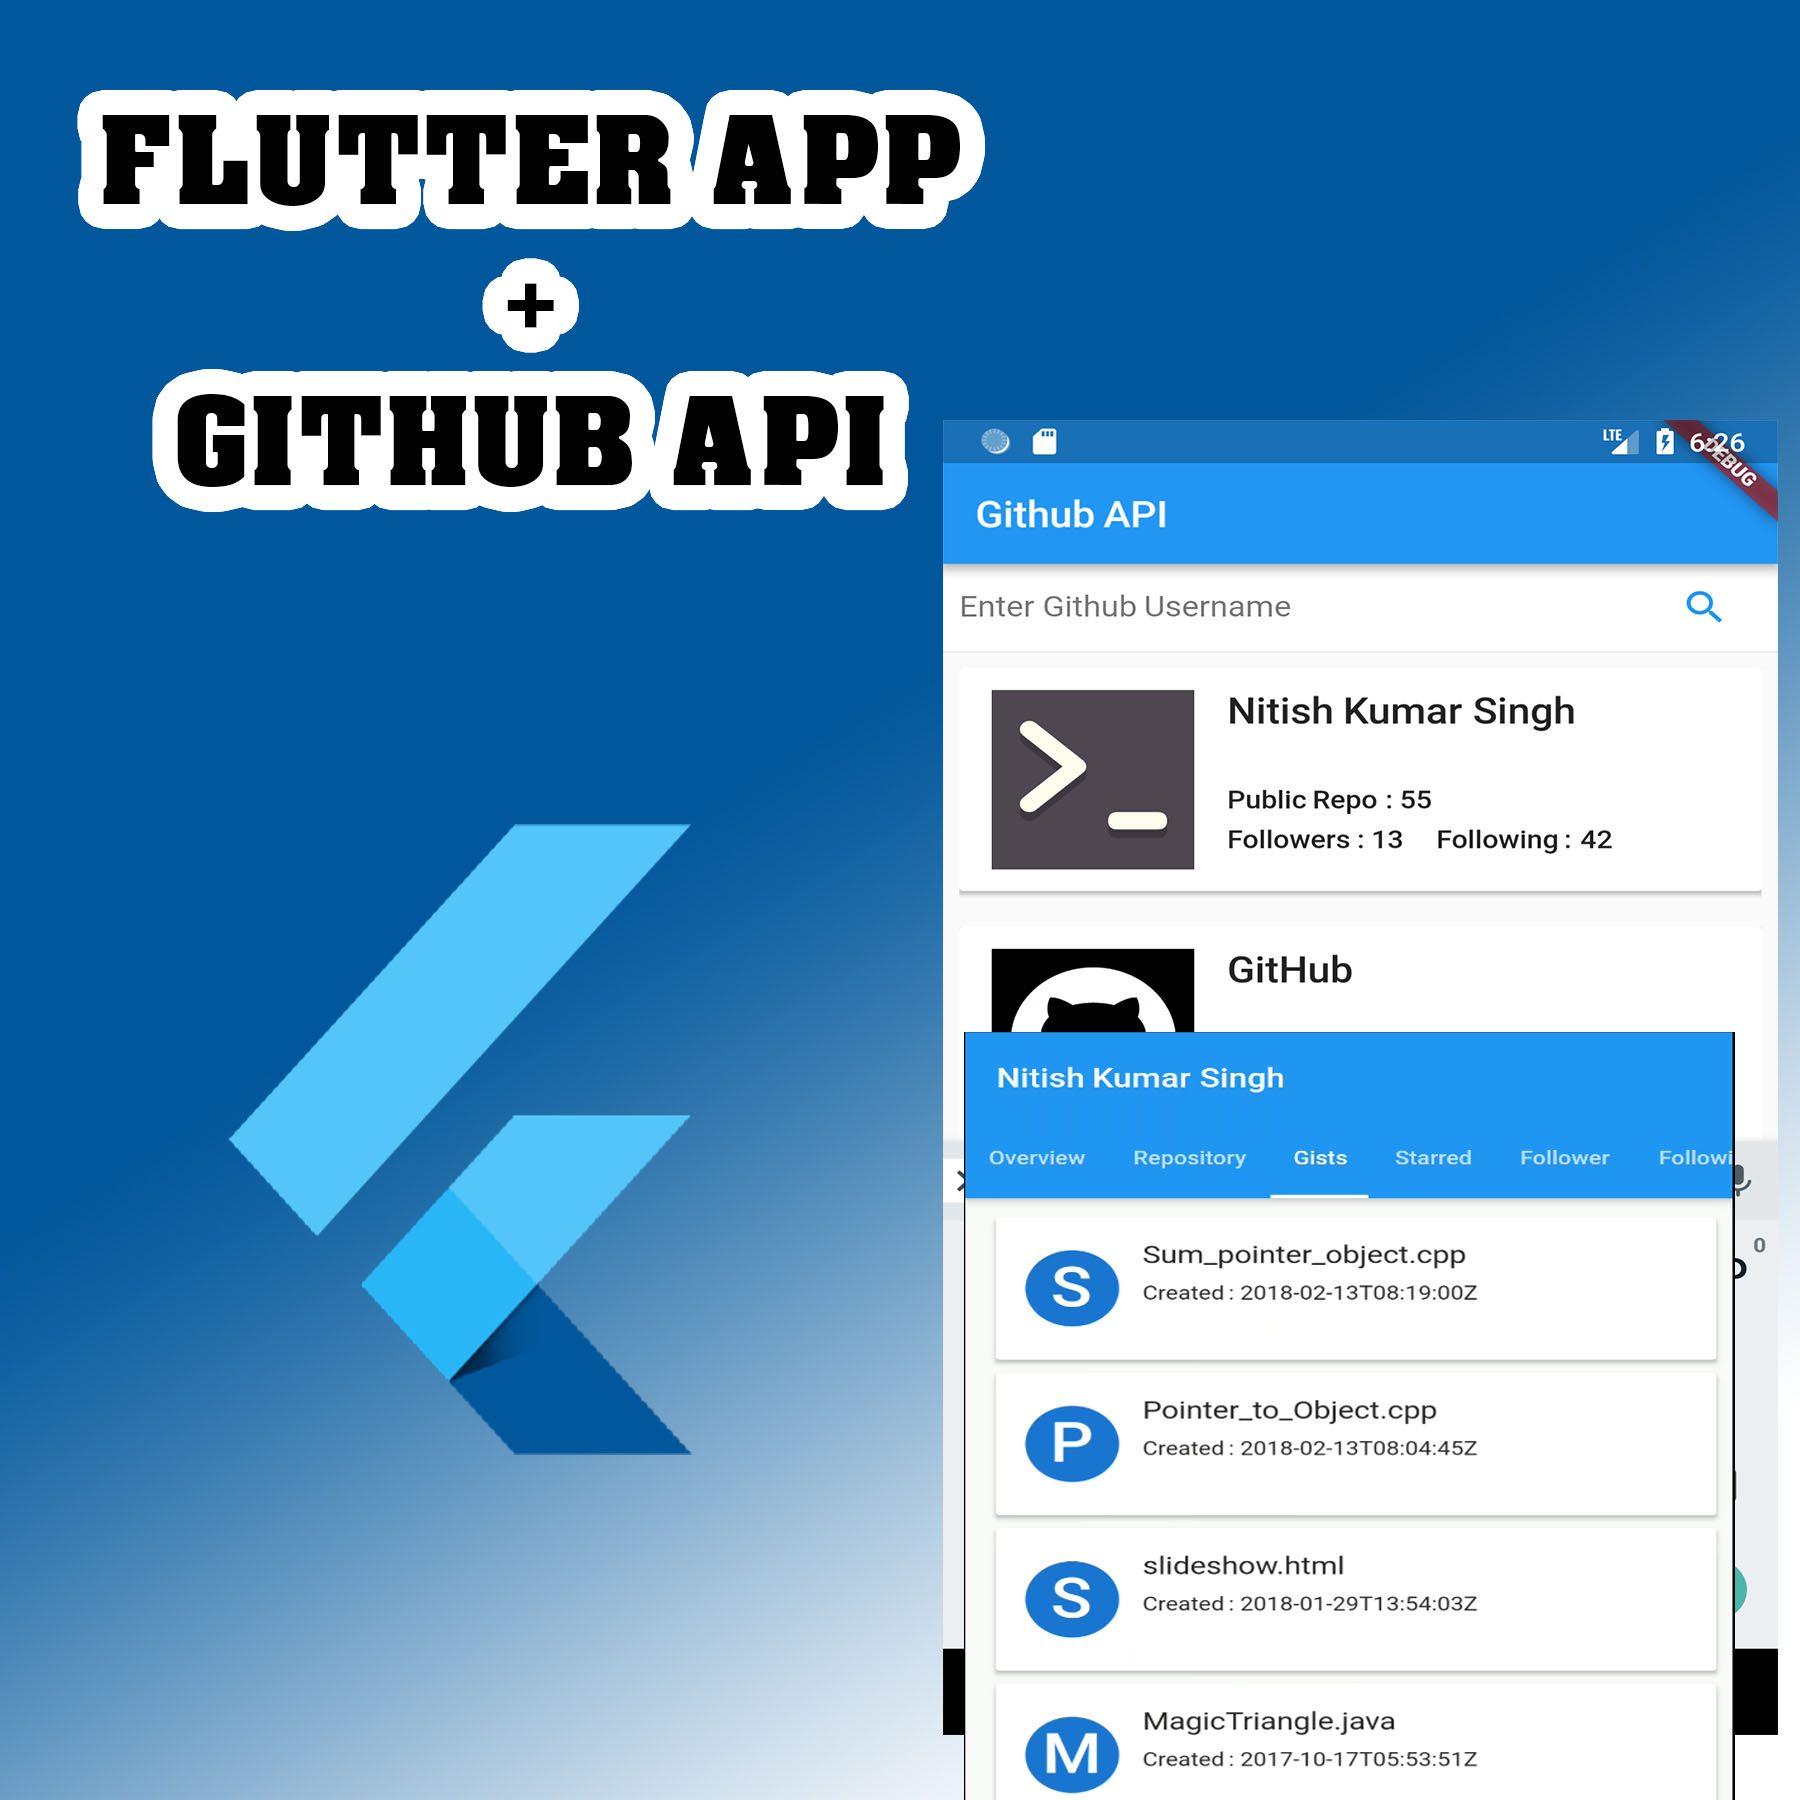 FLUTTER APP
+
GITHUB API
LTE 6:26
DEBUG
Github API
Enter Github Username
Nitish Kumar Singh
Public Repo : 55
Followers : 13 Following : 42
GitHub
Nitish Kumar Singh
Overview Repository Gists Starred Follower Followi
0
S
Sum_pointer_object.cpp
Created : 2018-02-13T08:19:00Z
P
Pointer_to_Object.cpp
Created : 2018-02-13T08:04:45Z
S
slideshow.html
Created : 2018-01-29T13:54:03Z
M
MagicTriangle.java
Created : 2017-10-17T05:53:51Z